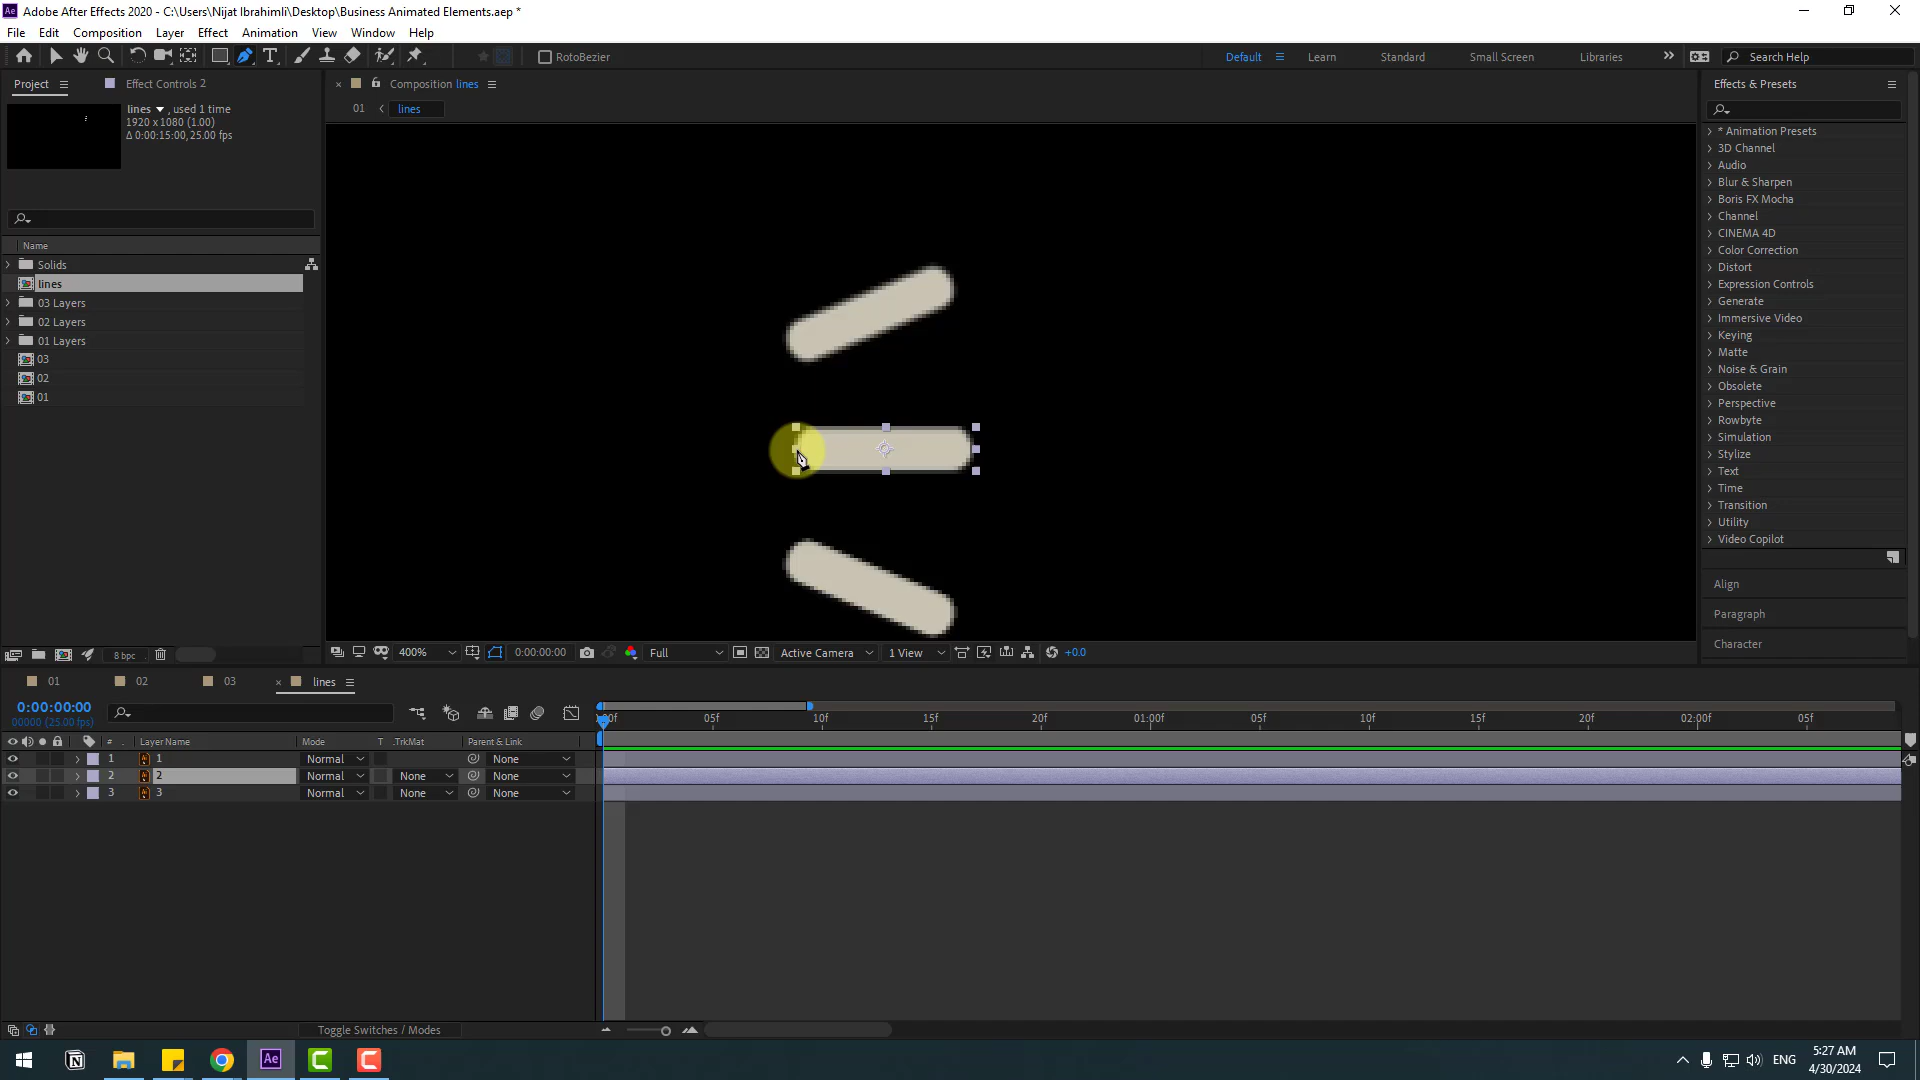 Adobe After Effects 2020 - C:\Users\Nijat Ibrahimli\Desktop\Business Animated Elements.aep *
File Edit Composition Layer Effect Animation View Window Help
RotoBezier
Default Learn Standard Small Screen Libraries Search Help
Project Effect Controls 2
Composition lines
Effects & Presets
lines , used 1 time
1920 x 1080 (1.00)
Δ 0:00:15:00, 25.00 fps
01 lines
Name
Solids
lines
03 Layers
02 Layers
01 Layers
03
02
01
* Animation Presets
3D Channel
Audio
Blur & Sharpen
Boris FX Mocha
Channel
CINEMA 4D
Color Correction
Distort
Expression Controls
Generate
Immersive Video
Keying
Matte
Noise & Grain
Obsolete
Perspective
Rowbyte
Simulation
Stylize
Text
Time
Transition
Utility
Video Copilot
Align
Paragraph
Character
8 bpc
400% 0:00:00:00 Full Active Camera 1 View +0.0
01 02 03 lines
0:00:00:00
00000 (25.00 fps)
:00f 05f 10f 15f 20f 01:00f 05f 10f 15f 20f 02:00f 05f
# Layer Name Mode T .TrkMat Parent & Link
1 1 Normal None
2 2 Normal None None
3 3 Normal None None
Toggle Switches / Modes
ENG
5:27 AM
4/30/2024